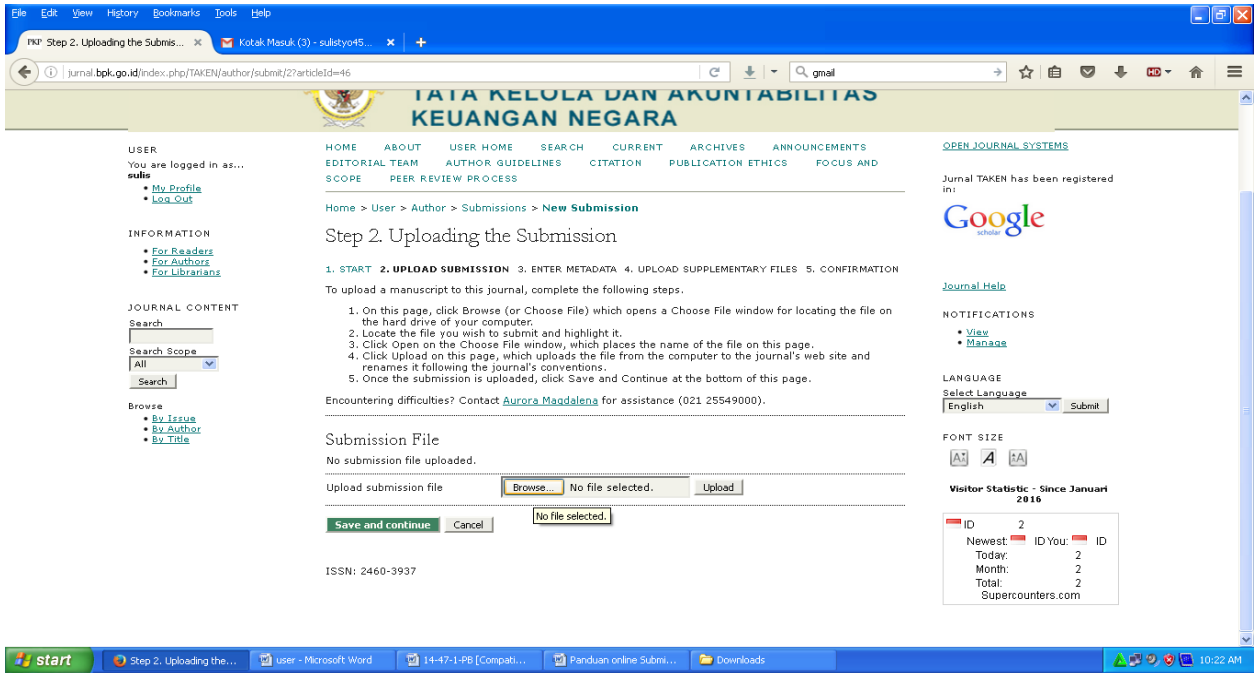 File Edit View History Bookmarks Tools Help
PKP Step 2. Uploading the Submis... ×
Kotak Masuk (3) - sulistyo45... ×
jurnal.bpk.go.id/index.php/TAKEN/author/submit/2?articleId=46
gmail
HD
TATA KELOLA DAN AKUNTABILITAS
KEUANGAN NEGARA
USER
You are logged in as...
sulis
My Profile
Log Out
INFORMATION
For Readers
For Authors
For Librarians
JOURNAL CONTENT
Search
Search Scope
All
Search
Browse
By Issue
By Author
By Title
HOME ABOUT USER HOME SEARCH CURRENT ARCHIVES ANNOUNCEMENTS
EDITORIAL TEAM AUTHOR GUIDELINES CITATION PUBLICATION ETHICS FOCUS AND
SCOPE PEER REVIEW PROCESS
Home > User > Author > Submissions > New Submission
Step 2. Uploading the Submission
1. START 2. UPLOAD SUBMISSION 3. ENTER METADATA 4. UPLOAD SUPPLEMENTARY FILES 5. CONFIRMATION
To upload a manuscript to this journal, complete the following steps.
1. On this page, click Browse (or Choose File) which opens a Choose File window for locating the file on
the hard drive of your computer.
2. Locate the file you wish to submit and highlight it.
3. Click Open on the Choose File window, which places the name of the file on this page.
4. Click Upload on this page, which uploads the file from the computer to the journal's web site and
renames it following the journal's conventions.
5. Once the submission is uploaded, click Save and Continue at the bottom of this page.
Encountering difficulties? Contact Aurora Magdalena for assistance (021 25549000).
Submission File
No submission file uploaded.
Upload submission file Browse... No file selected. Upload
No file selected.
Save and continue Cancel
ISSN: 2460-3937
OPEN JOURNAL SYSTEMS
Jurnal TAKEN has been registered
in:
Google
scholar
Journal Help
NOTIFICATIONS
View
Manage
LANGUAGE
Select Language
English Submit
FONT SIZE
A A A
Visitor Statistic - Since Januari
2016
ID 2
Newest: ID You: ID
Today: 2
Month: 2
Total: 2
Supercounters.com
start
Step 2. Uploading the...
user - Microsoft Word
14-47-1-PB [Compati...
Panduan online Submi...
Downloads
10:22 AM